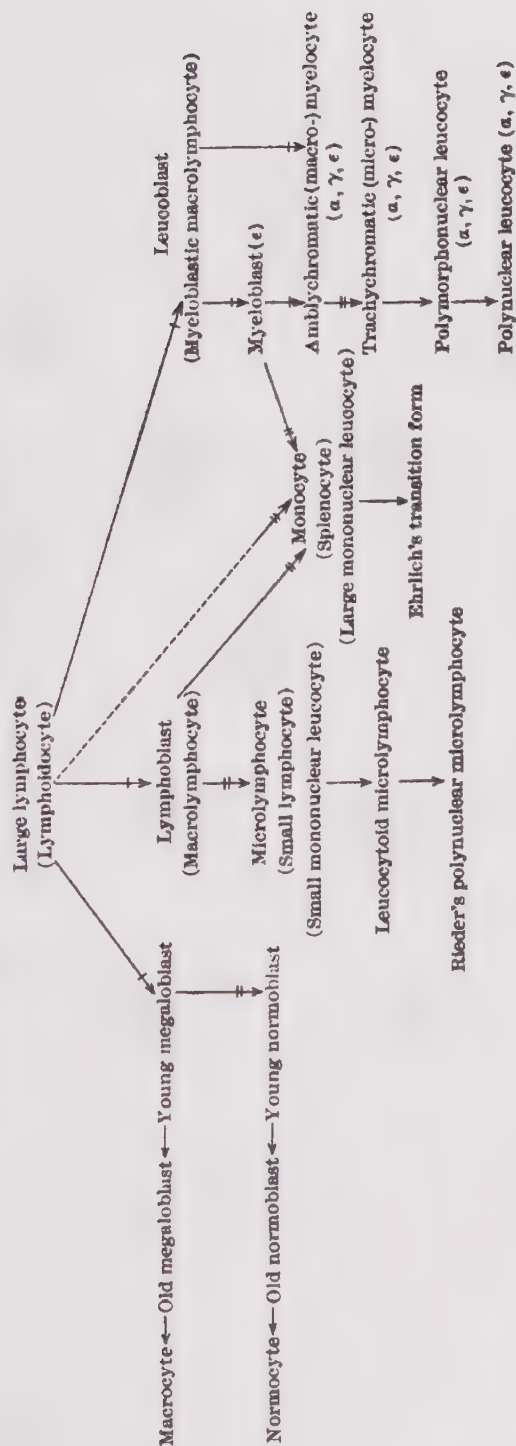 Large lymphocyte
(Lymphoidocyte)
Macrocyte Old megaloblast Young megaloblast
Normocyte Old normoblast Young normoblast
Lymphoblast
(Macrolymphocyte)
Microlymphocyte
(Small lymphocyte)
(Small mononuclear leucocyte)
Leucocytoid microlymphocyte
Rieder's polynuclear microlymphocyte
Monocyte
(Splenocyte)
(Large mononuclear leucocyte)
Ehrlich's transition form
Leucoblast
(Myeloblastic macrolymphocyte)
Myeloblast (ε)
Amblychromatic (macro-) myelocyte
(α, γ, ε)
Trachychromatic (micro-) myelocyte
(α, γ, ε)
Polymorphonuclear leucocyte
(α, γ, ε)
Polynuclear leucocyte (α, γ, ε)